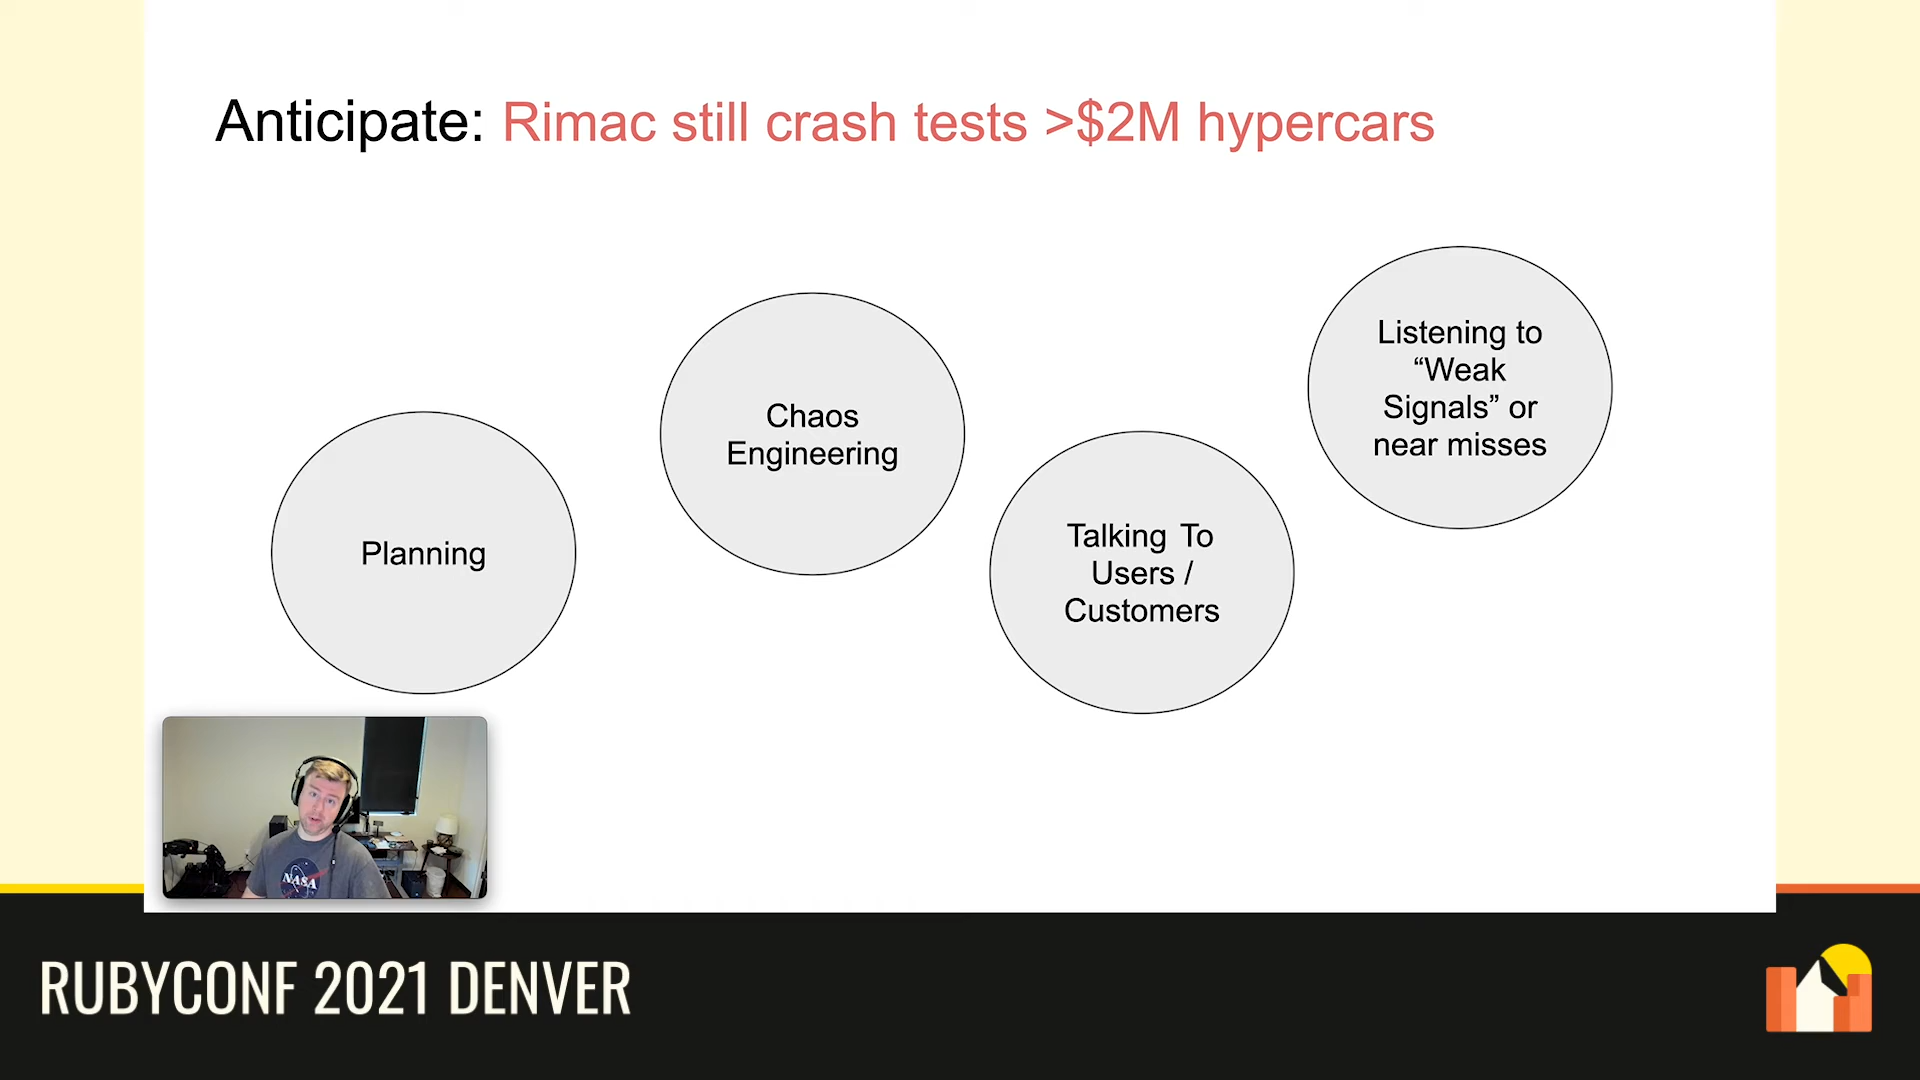 Anticipate: Rimac still crash tests >$2M hypercars
Planning
Chaos
Engineering
Talking To
Users /
Customers
Listening to
“Weak
Signals” or
near misses
NASA
RUBYCONF 2021 DENVER